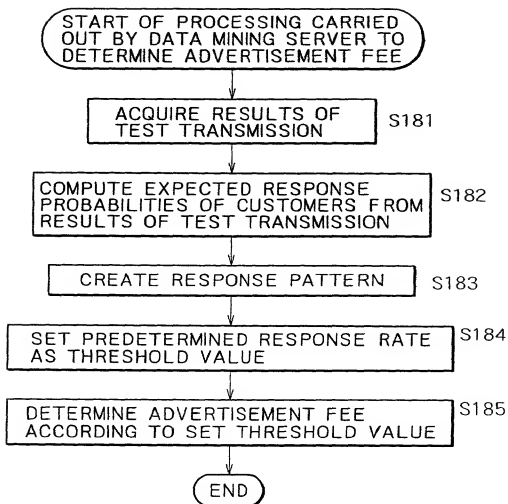 START OF PROCESSING CARRIED
OUT BY DATA MINING SERVER TO
DETERMINE ADVERTISEMENT FEE
ACQUIRE RESULTS OF
TEST TRANSMISSION
S181
COMPUTE EXPECTED RESPONSE
PROBABILITIES OF CUSTOMERS FROM
RESULTS OF TEST TRANSMISSION
S182
CREATE RESPONSE PATTERN
S183
SET PREDETERMINED RESPONSE RATE
AS THRESHOLD VALUE
S184
DETERMINE ADVERTISEMENT FEE
ACCORDING TO SET THRESHOLD VALUE
S185
END